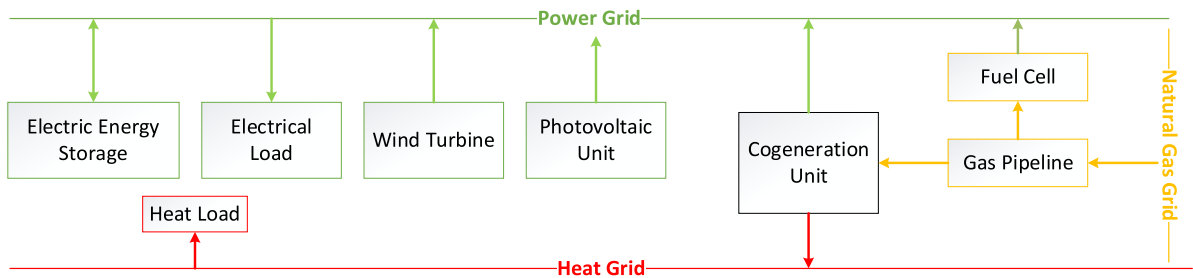 Power Grid
Fuel Cell
Natural Gas Grid
Electric Energy
Storage
Electrical
Load
Wind Turbine
Photovoltaic
Unit
Cogeneration
Unit
Gas Pipeline
Heat Load
Heat Grid